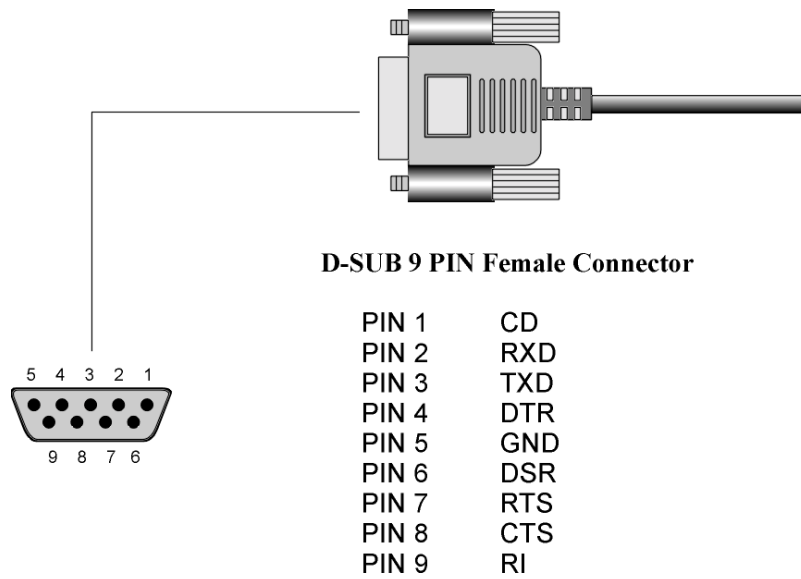 D-SUB 9 PIN Female Connector
PIN 1 CD
PIN 2 RXD
PIN 3 TXD
PIN 4 DTR
PIN 5 GND
PIN 6 DSR
PIN 7 RTS
PIN 8 CTS
PIN 9 RI
5 4 3 2 1
9 8 7 6